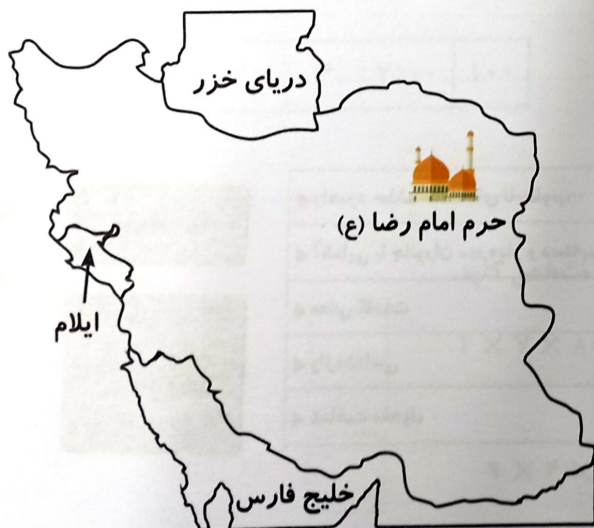 دریای خزر
حرم امام رضا (ع)
ایلام
خلیج فارس